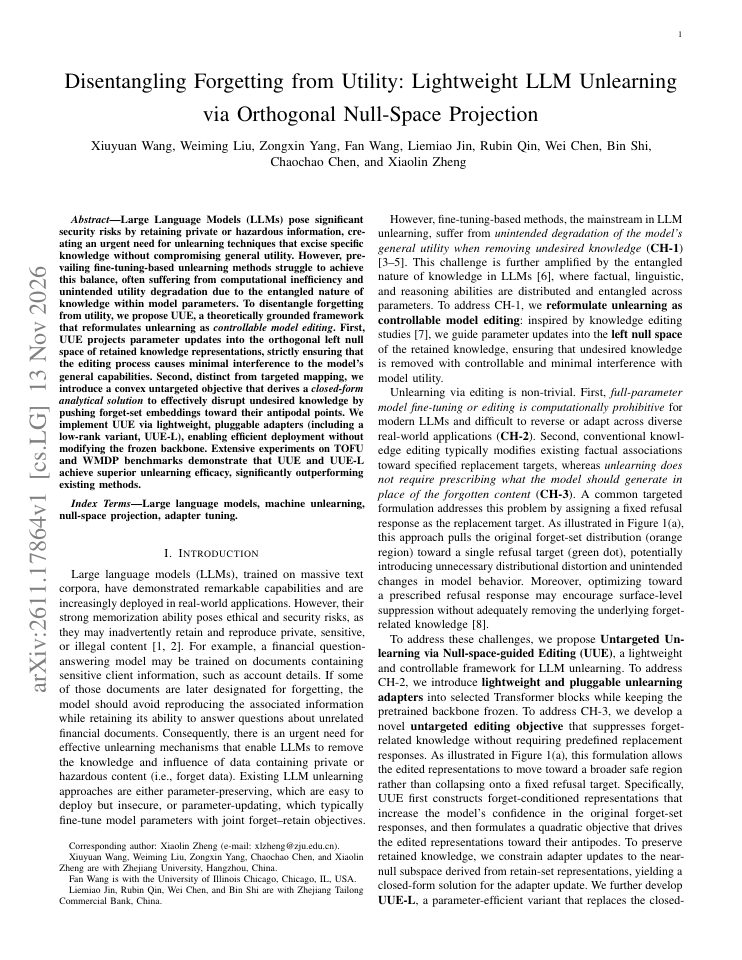 1
Disentangling Forgetting from Utility: Lightweight LLM Unlearning
via Orthogonal Null-Space Projection
Xiuyuan Wang, Weiming Liu, Zongxin Yang, Fan Wang, Liemiao Jin, Rubin Qin, Wei Chen, Bin Shi,
Chaochao Chen, and Xiaolin Zheng
arXiv:2611.17864v1 [cs.LG] 13 Nov 2026
Abstract—Large Language Models (LLMs) pose significant
security risks by retaining private or hazardous information, cre-
ating an urgent need for unlearning techniques that excise specific
knowledge without compromising general utility. However, pre-
vailing fine-tuning-based unlearning methods struggle to achieve
this balance, often suffering from computational inefficiency and
unintended utility degradation due to the entangled nature of
knowledge within model parameters. To disentangle forgetting
from utility, we propose UUE, a theoretically grounded framework
that reformulates unlearning as controllable model editing. First,
UUE projects parameter updates into the orthogonal left null
space of retained knowledge representations, strictly ensuring that
the editing process causes minimal interference to the model's
general capabilities. Second, distinct from targeted mapping, we
introduce a convex untargeted objective that derives a closed-form
analytical solution to effectively disrupt undesired knowledge by
pushing forget-set embeddings toward their antipodal points. We
implement UUE via lightweight, pluggable adapters (including a
low-rank variant, UUE-L), enabling efficient deployment without
modifying the frozen backbone. Extensive experiments on TOFU
and WMDP benchmarks demonstrate that UUE and UUE-L
achieve superior unlearning efficacy, significantly outperforming
existing methods.
Index Terms—Large language models, machine unlearning,
null-space projection, adapter tuning.
I. INTRODUCTION
Large language models (LLMs), trained on massive text
corpora, have demonstrated remarkable capabilities and are
increasingly deployed in real-world applications. However, their
strong memorization ability poses ethical and security risks, as
they may inadvertently retain and reproduce private, sensitive,
or illegal content [1, 2]. For example, a financial question-
answering model may be trained on documents containing
sensitive client information, such as account details. If some
of those documents are later designated for forgetting, the
model should avoid reproducing the associated information
while retaining its ability to answer questions about unrelated
financial documents. Consequently, there is an urgent need for
effective unlearning mechanisms that enable LLMs to remove
the knowledge and influence of data containing private or
hazardous content (i.e., forget data). Existing LLM unlearning
approaches are either parameter-preserving, which are easy to
deploy but insecure, or parameter-updating, which typically
fine-tune model parameters with joint forget–retain objectives.
Corresponding author: Xiaolin Zheng (e-mail: xlzheng@zju.edu.cn).
Xiuyuan Wang, Weiming Liu, Zongxin Yang, Chaochao Chen, and Xiaolin
Zheng are with Zhejiang University, Hangzhou, China.
Fan Wang is with the University of Illinois Chicago, Chicago, IL, USA.
Liemiao Jin, Rubin Qin, Wei Chen, and Bin Shi are with Zhejiang Tailong
Commercial Bank, China.
However, fine-tuning-based methods, the mainstream in LLM
unlearning, suffer from unintended degradation of the model's
general utility when removing undesired knowledge (CH-1)
[3–5]. This challenge is further amplified by the entangled
nature of knowledge in LLMs [6], where factual, linguistic,
and reasoning abilities are distributed and entangled across
parameters. To address CH-1, we reformulate unlearning as
controllable model editing: inspired by knowledge editing
studies [7], we guide parameter updates into the left null space
of the retained knowledge, ensuring that undesired knowledge
is removed with controllable and minimal interference with
model utility.
Unlearning via editing is non-trivial. First, full-parameter
model fine-tuning or editing is computationally prohibitive for
modern LLMs and difficult to reverse or adapt across diverse
real-world applications (CH-2). Second, conventional knowl-
edge editing typically modifies existing factual associations
toward specified replacement targets, whereas unlearning does
not require prescribing what the model should generate in
place of the forgotten content (CH-3). A common targeted
formulation addresses this problem by assigning a fixed refusal
response as the replacement target. As illustrated in Figure 1(a),
this approach pulls the original forget-set distribution (orange
region) toward a single refusal target (green dot), potentially
introducing unnecessary distributional distortion and unintended
changes in model behavior. Moreover, optimizing toward
a prescribed refusal response may encourage surface-level
suppression without adequately removing the underlying forget-
related knowledge [8].
To address these challenges, we propose Untargeted Un-
learning via Null-space-guided Editing (UUE), a lightweight
and controllable framework for LLM unlearning. To address
CH-2, we introduce lightweight and pluggable unlearning
adapters into selected Transformer blocks while keeping the
pretrained backbone frozen. To address CH-3, we develop a
novel untargeted editing objective that suppresses forget-
related knowledge without requiring predefined replacement
responses. As illustrated in Figure 1(a), this formulation allows
the edited representations to move toward a broader safe region
rather than collapsing onto a fixed refusal target. Specifically,
UUE first constructs forget-conditioned representations that
increase the model's confidence in the original forget-set
responses, and then formulates a quadratic objective that drives
the edited representations toward their antipodes. To preserve
retained knowledge, we constrain adapter updates to the near-
null subspace derived from retain-set representations, yielding a
closed-form solution for the adapter update. We further develop
UUE-L, a parameter-efficient variant that replaces the closed-